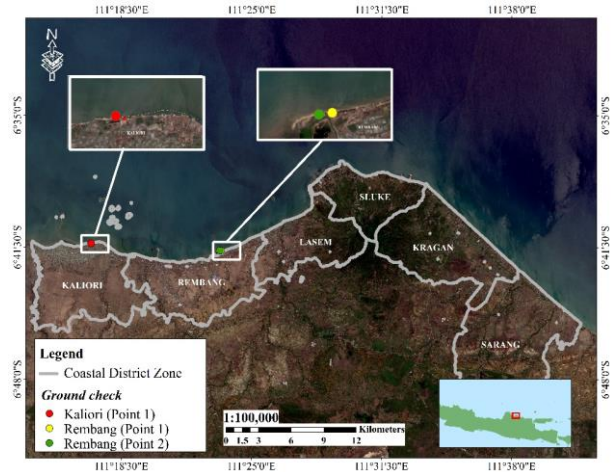 111°18'30"E 111°25'0"E 111°31'30"E 111°38'0"E
N
6°35'0"S
6°35'0"S
KALIORI
SLUKE
6°41'30"S
6°41'30"S
LASEM
KRAGAN
KALIORI
REMBANG
SARANG
Legend
Coastal District Zone
Ground check
Kaliori (Point 1)
Rembang (Point 1)
Rembang (Point 2)
1:100,000
Kilometers
0 1.5 3 6 9 12
6°48'0"S
6°48'0"S
111°18'30"E 111°25'0"E 111°31'30"E 111°38'0"E